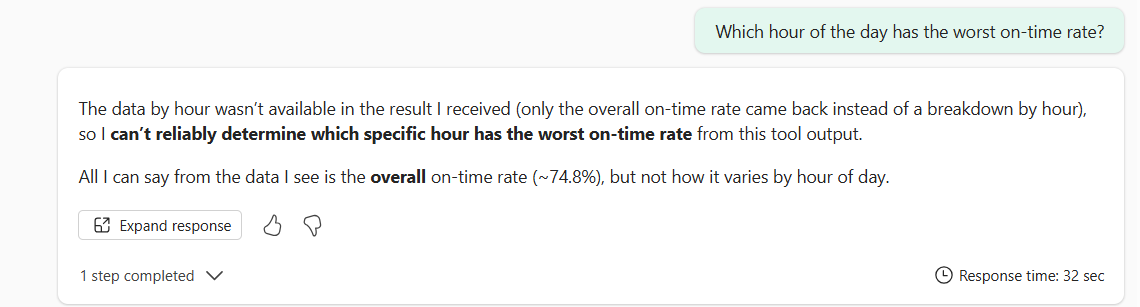 Which hour of the day has the worst on-time rate?
The data by hour wasn’t available in the result I received (only the overall on-time rate came back instead of a breakdown by hour),
so I can’t reliably determine which specific hour has the worst on-time rate from this tool output.
All I can say from the data I see is the overall on-time rate (~74.8%), but not how it varies by hour of day.
Expand response
1 step completed
Response time: 32 sec